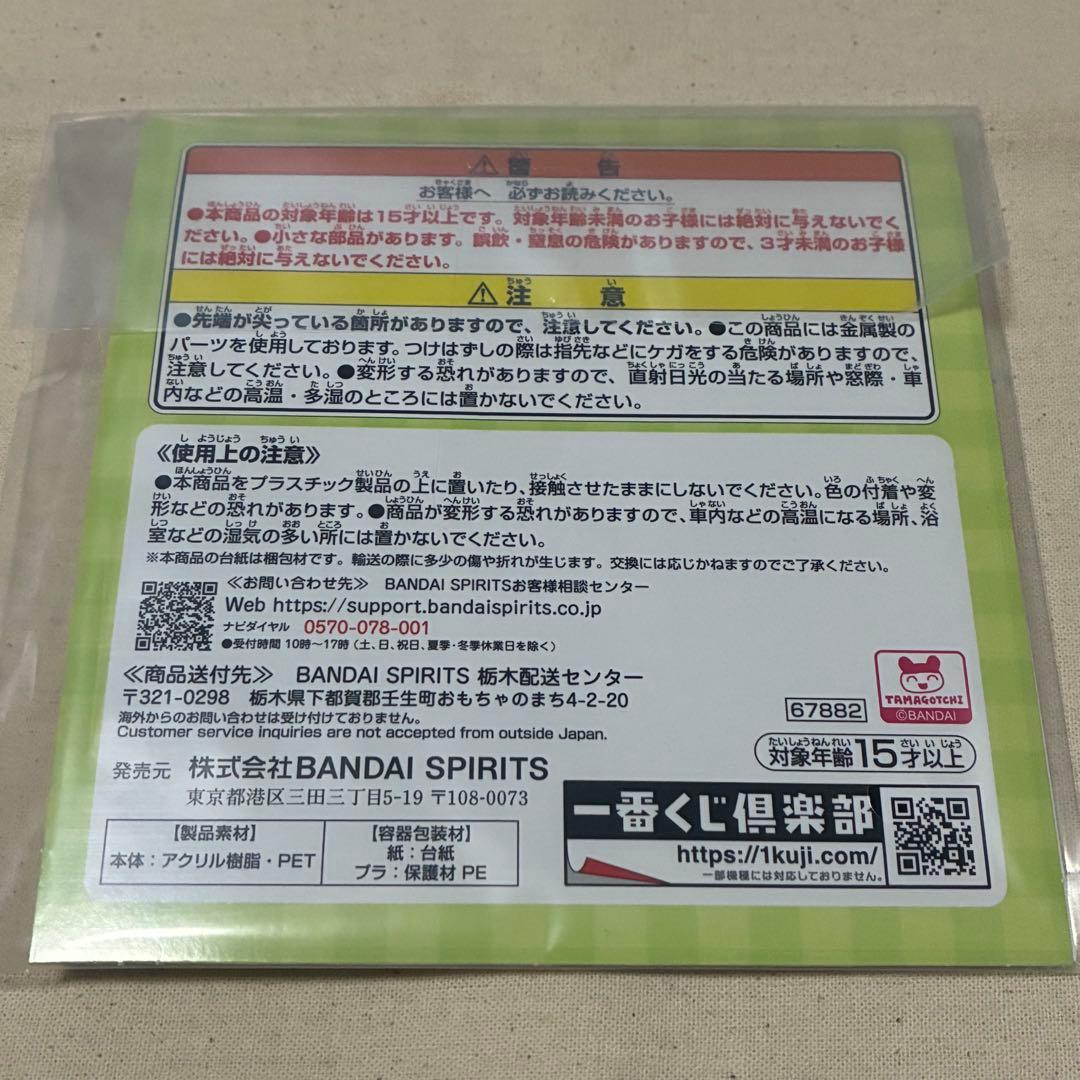 ⚠警告
お客様へ 必ずお読みください。
●本商品の対象年齢は15才以上です。対象年齢未満のお子様には絶対に与えないでく
ださい。●小さな部品があります。誤飲・窒息の危険がありますので、3才未満のお子様
には絶対に与えないでください。
⚠注意
●先端が尖っている箇所がありますので、注意してください。●この商品には金属製の
パーツを使用しております。つけはずしの際は指先などにケガをする危険がありますので、
注意してください。●変形する恐れがありますので、直射日光の当たる場所や窓際・車
内などの高温・多湿のところには置かないでください。
《使用上の注意》
●本商品をプラスチック製品の上に置いたり、接触させたままにしないでください。色の付着や変
形などの恐れがあります。●商品が変形する恐れがありますので、車内などの高温になる場所、浴
室などの湿気の多い所には置かないでください。
※本商品の台紙は梱包材です。輸送の際に多少の傷や折れが生じます。交換には応じかねますのでご了承ください。
≪お問い合わせ先≫ BANDAI SPIRITSお客様相談センター
Web https://support.bandaispirits.co.jp
ナビダイヤル 0570-078-001
●受付時間 10時～17時(土、日、祝日、夏季・冬季休業日を除く)
≪商品送付先≫ BANDAI SPIRITS 栃木配送センター
〒321-0298 栃木県下都賀郡壬生町おもちゃのまち4-2-20
海外からのお問い合わせは受け付けておりません。
Customer service inquiries are not accepted from outside Japan.
67882
TAMAGOTCHI
©BANDAI
対象年齢15才以上
発売元 株式会社BANDAI SPIRITS
東京都港区三田三丁目5-19 〒108-0073
【製品素材】
本体：アクリル樹脂・PET
【容器包装材】
紙：台紙
プラ：保護材 PE
一番くじ倶楽部
https://1kuji.com/
一部機種には対応しておりません。